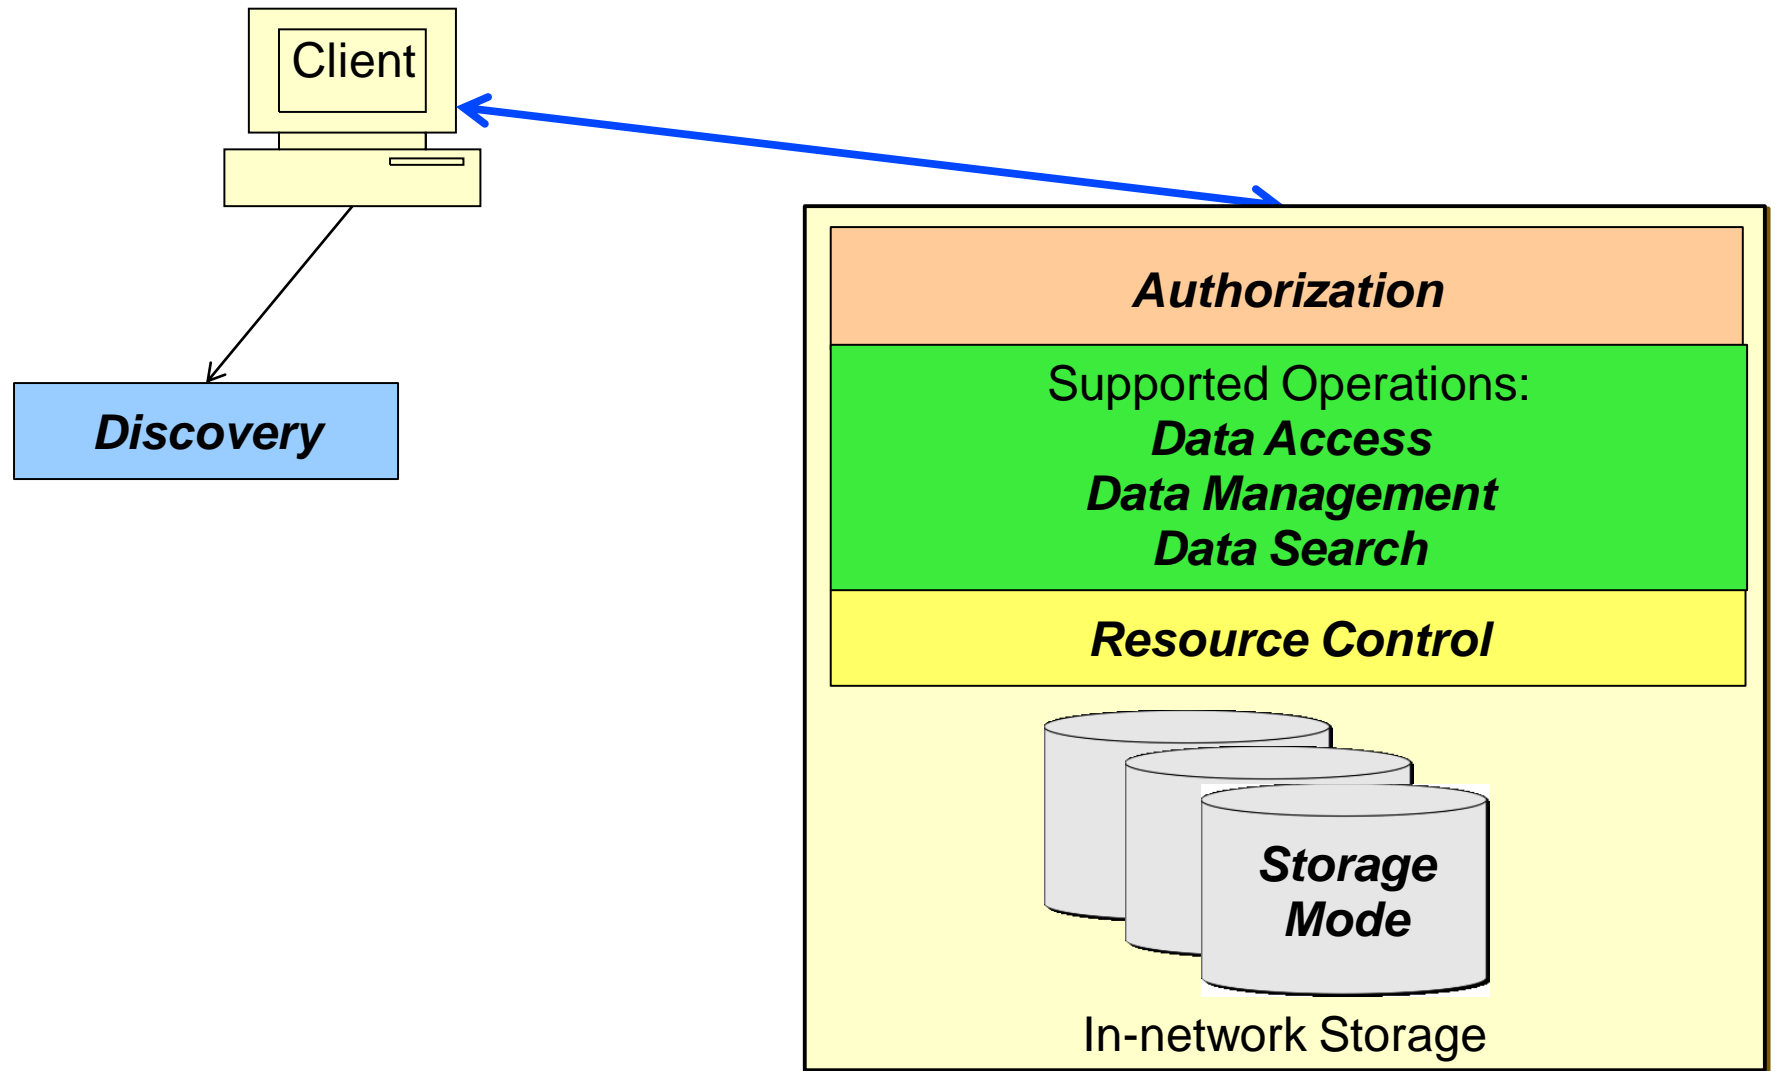 Client
Authorization
Supported Operations:
Data Access
Data Management
Data Search
Discovery
Resource Control
Storage
Mode
In-network Storage